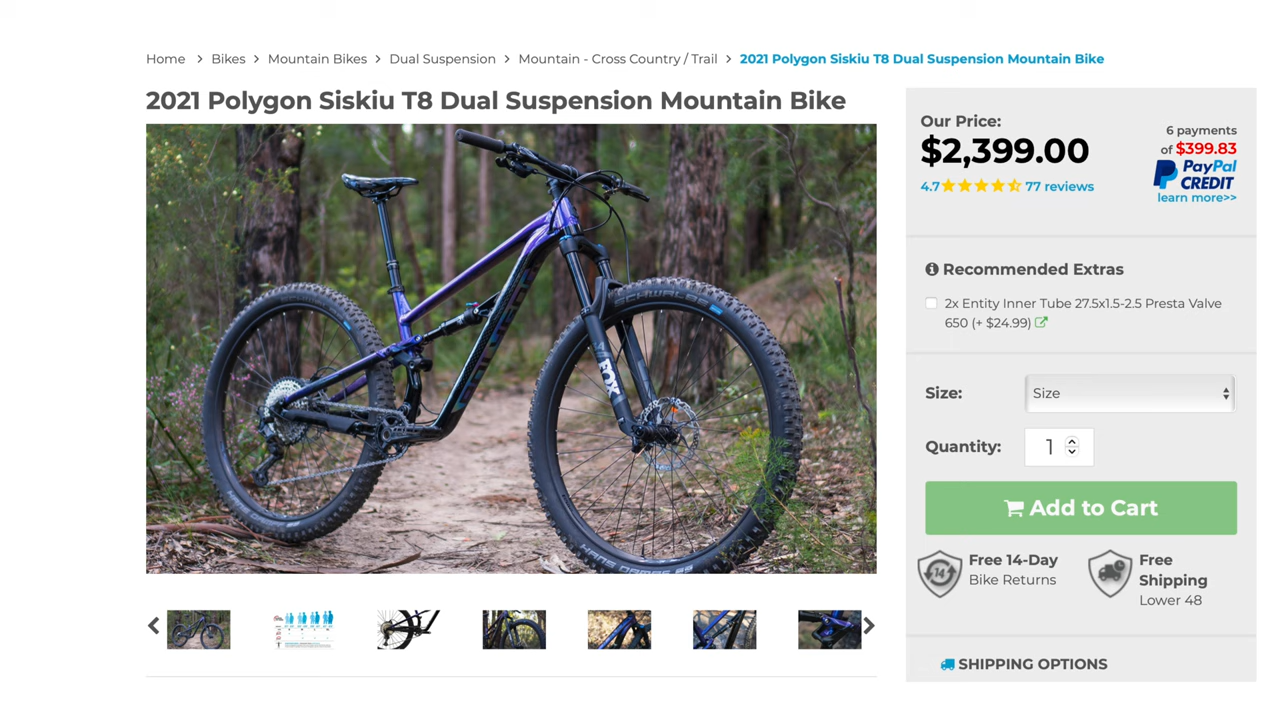 Home > Bikes > Mountain Bikes > Dual Suspension > Mountain - Cross Country / Trail > 2021 Polygon Siskiu T8 Dual Suspension Mountain Bike
2021 Polygon Siskiu T8 Dual Suspension Mountain Bike
SCHWALBE
FOX
HANS DAMPF 29
Our Price:
$2,399.00
4.7 77 reviews
6 payments
of $399.83
PayPal
CREDIT
learn more>>
Recommended Extras
2x Entity Inner Tube 27.5x1.5-2.5 Presta Valve
650 (+ $24.99)
Size: Size
Quantity: 1
Add to Cart
14
Free 14-Day
Bike Returns
Free
Shipping
Lower 48
SHIPPING OPTIONS